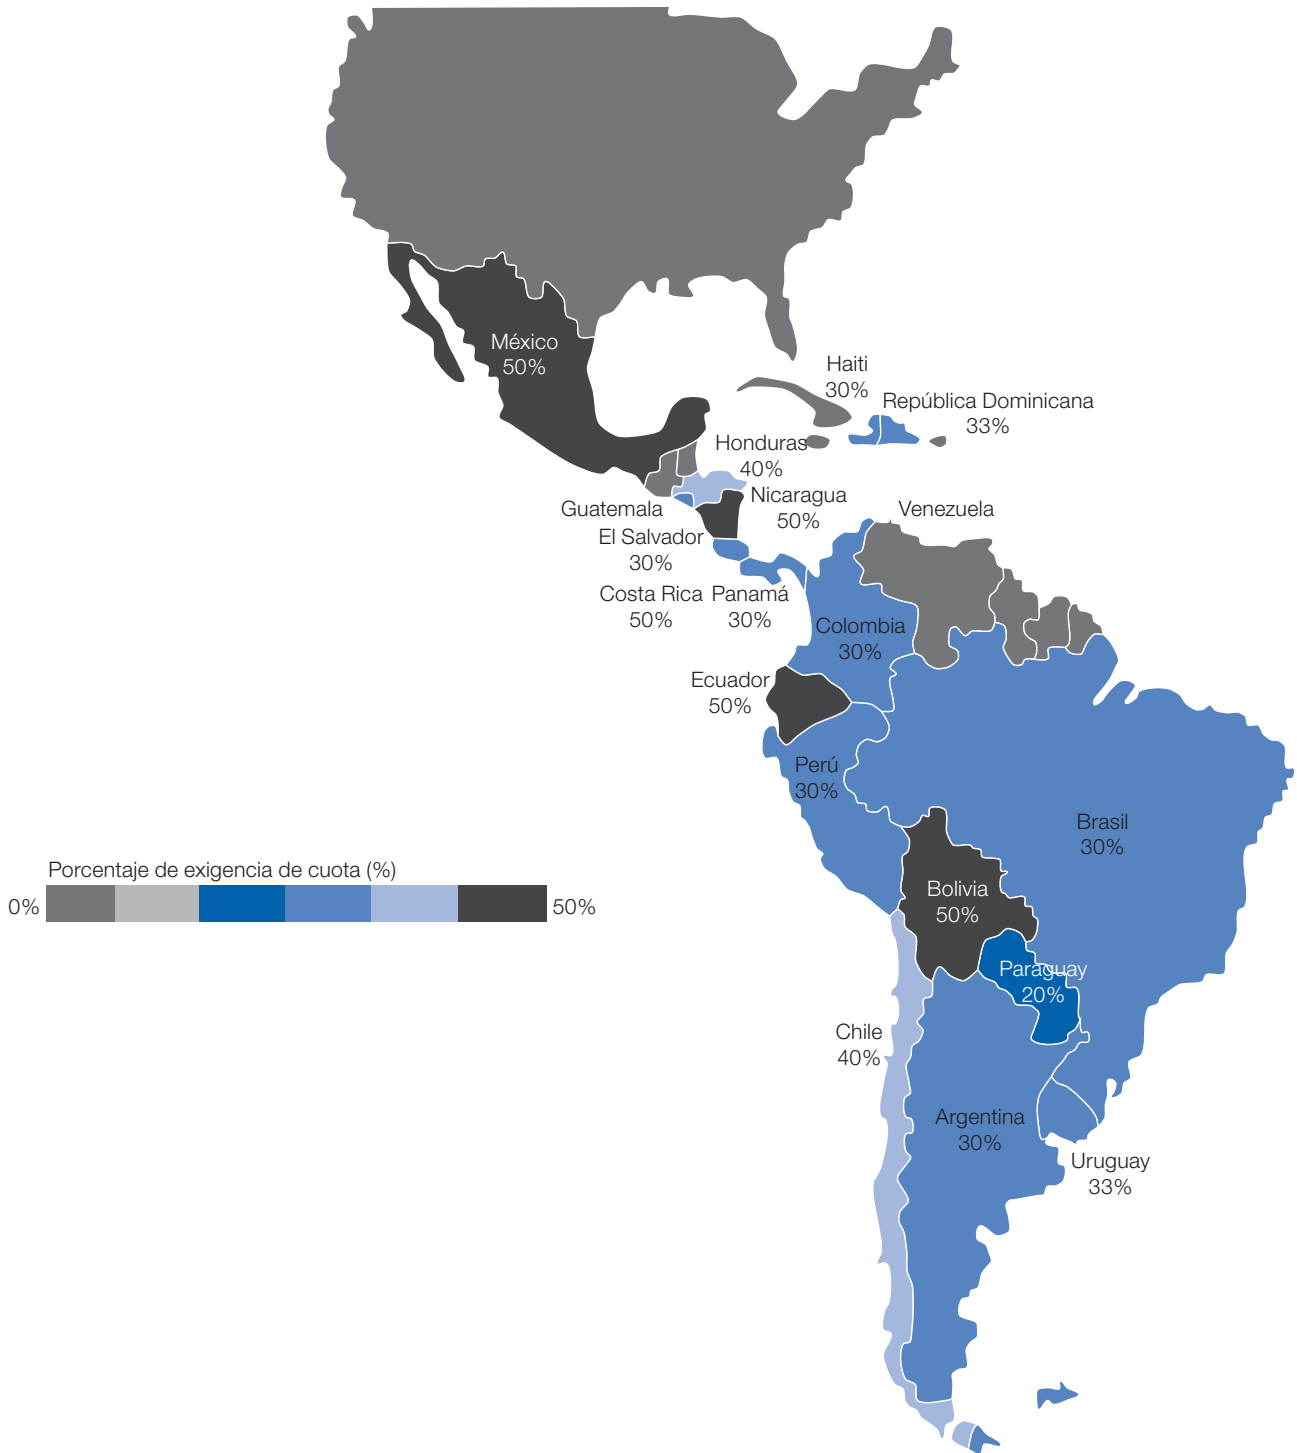 México
50%
Haiti
30%
República Dominicana
33%
Honduras
40%
Nicaragua
50%
Guatemala
El Salvador
30%
Venezuela
Costa Rica
50%
Panamá
30%
Colombia
30%
Ecuador
50%
Perú
30%
Brasil
30%
Porcentaje de exigencia de cuota (%)
0%
50%
Bolivia
50%
Paraguay
20%
Chile
40%
Argentina
30%
Uruguay
33%